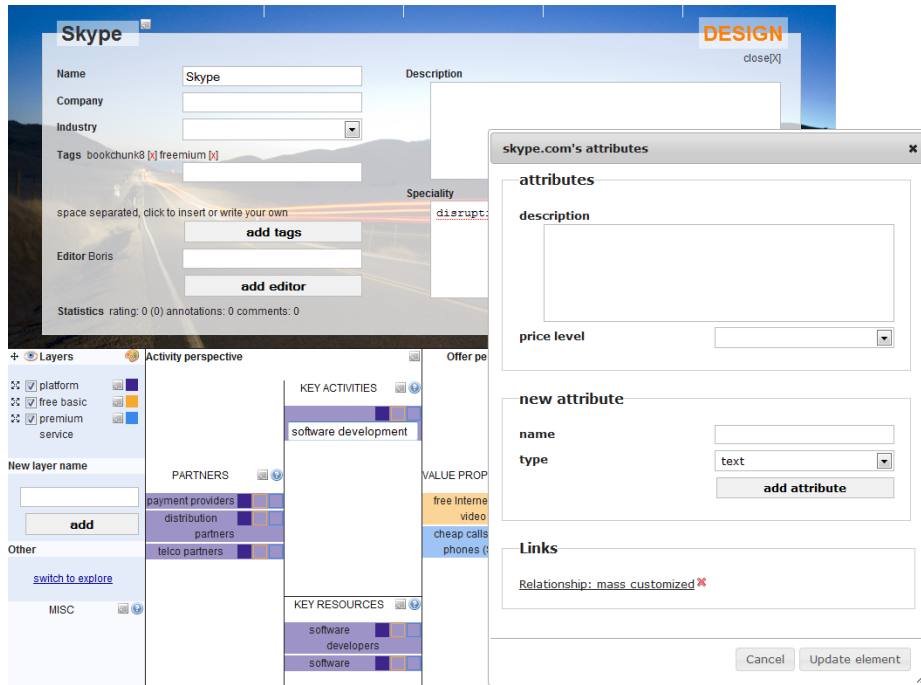 Skype
DESIGN
close[X]
Name
Skype
Description
Company
Industry
Tags bookchunk8 [x] freemium [x]
Speciality
space separated, click to insert or write your own
add tags
Editor Boris
add editor
Statistics rating: 0 (0) annotations: 0 comments: 0
skype.com's attributes
attributes
description
price level
new attribute
name
type
text
add attribute
Links
Relationship: mass customized
Cancel
Update element
Layers
platform
free basic
premium
service
New layer name
add
Other
switch to explore
MISC
Activity perspective
PARTNERS
payment providers
distribution
partners
telco partners
KEY ACTIVITIES
software development
KEY RESOURCES
software
developers
software
Offer pe
VALUE PROP
free Interne
video
cheap calls
phones (